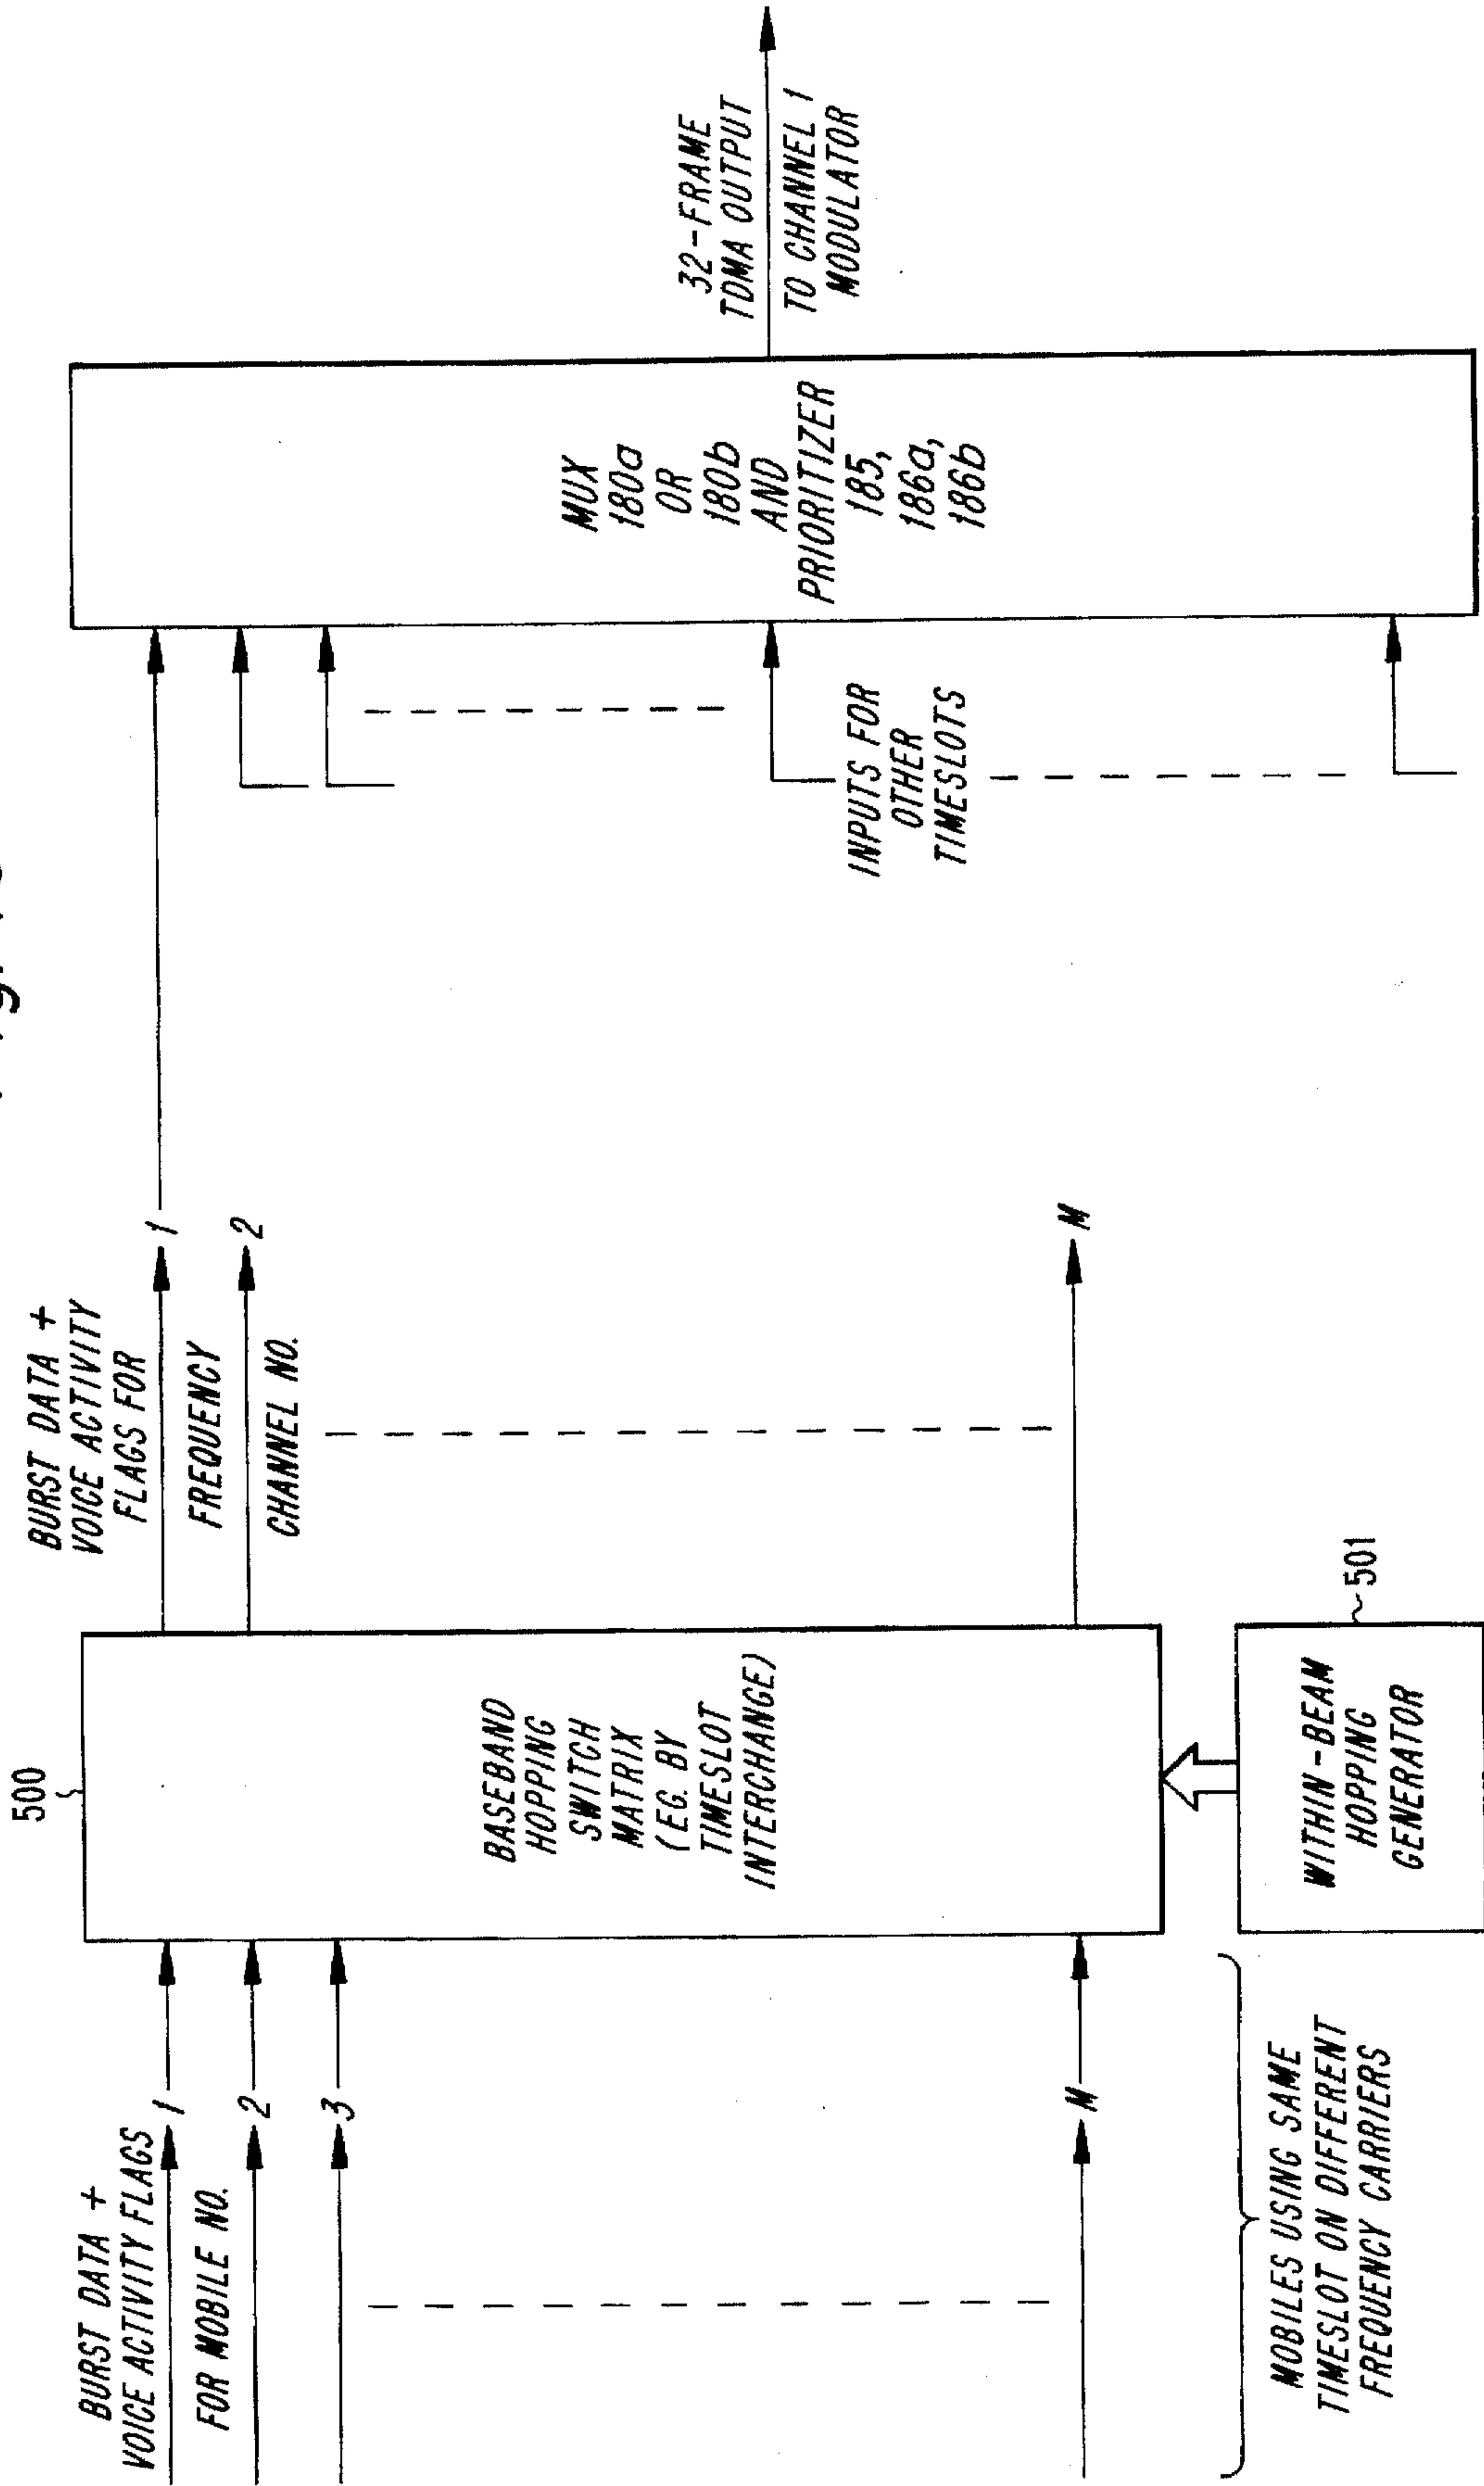 BURST DATA +
VOICE ACTIVITY FLAGS
FOR MOBILE NO.
1
2
3
M
MOBILES USING SAME
TIMESLOT ON DIFFERENT
FREQUENCY CARRIERS
500
BASEBAND
HOPPING
SWITCH
MATRIX
(EG. BY
TIMESLOT
INTERCHANGE)
WITHIN-BEAM
HOPPING
GENERATOR
501
BURST DATA +
VOICE ACTIVITY
FLAGS FOR
FREQUENCY
CHANNEL NO.
1
2
M
INPUTS FOR
OTHER
TIMESLOTS
MUX
180a
OR
180b
AND
PRIORITIZER
185,
186a,
186b
32-FRAME
TDMA OUTPUT
TO CHANNEL 1
MODULATOR